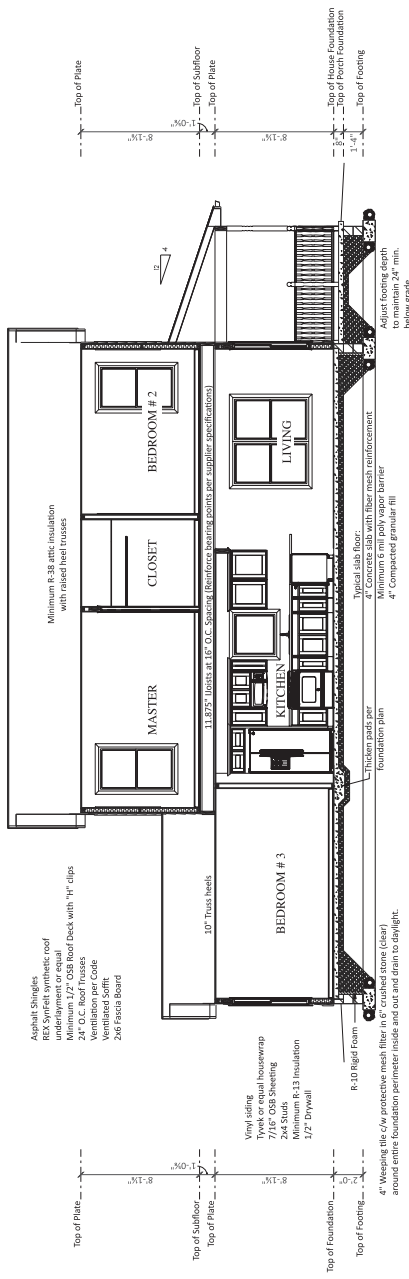 Asphalt Shingles
REX SynFelt synthetic roof
underlayment or equal
Minimum 1/2" OSB Roof Deck with "H" clips
24" O.C. Roof Trusses
Ventilation per Code
Ventilated Soffit
2x6 Fascia Board
Minimum R-38 attic insulation
with raised heel trusses
Top of Plate
8'-1⅛"
Top of Subfloor
1'-0⅞"
Top of Plate
8'-1⅛"
Top of Foundation
2'-0"
Top of Footing
MASTER
CLOSET
BEDROOM # 2
12
4
10" Truss heels
11.875" IJoists at 16" O.C. Spacing (Reinforce bearing points per supplier specifications)
Vinyl siding
Tyvek or equal housewrap
7/16" OSB Sheeting
2x4 Studs
Minimum R-13 Insulation
1/2" Drywall
BEDROOM # 3
KITCHEN
LIVING
Top of Plate
8'-1⅛"
Top of Subfloor
1'-0⅞"
Top of Plate
8'-1⅛"
Top of House Foundation
8"
Top of Porch Foundation
1'-4"
Top of Footing
R-10 Rigid Foam
Thicken pads per
foundation plan
Typical slab floor:
4" Concrete slab with fiber mesh reinforcement
Minimum 6 mil poly vapor barrier
4" Compacted granular fill
Adjust footing depth
to maintain 24" min.
below grade
4" Weeping tile c/w protective mesh filter in 6" crushed stone (clear)
around entire foundation perimeter inside and out and drain to daylight.